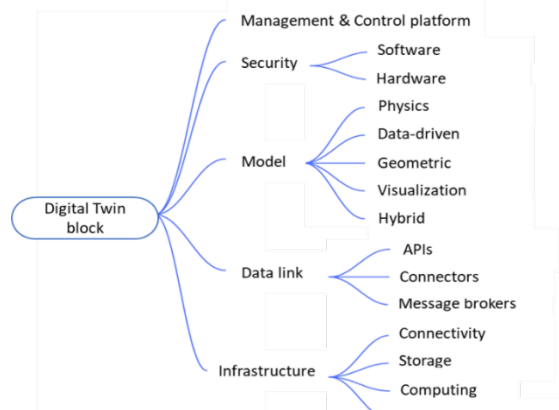 Management & Control platform
Security
Software
Hardware
Model
Physics
Data-driven
Geometric
Visualization
Hybrid
Digital Twin
block
Data link
APIs
Connectors
Message brokers
Infrastructure
Connectivity
Storage
Computing